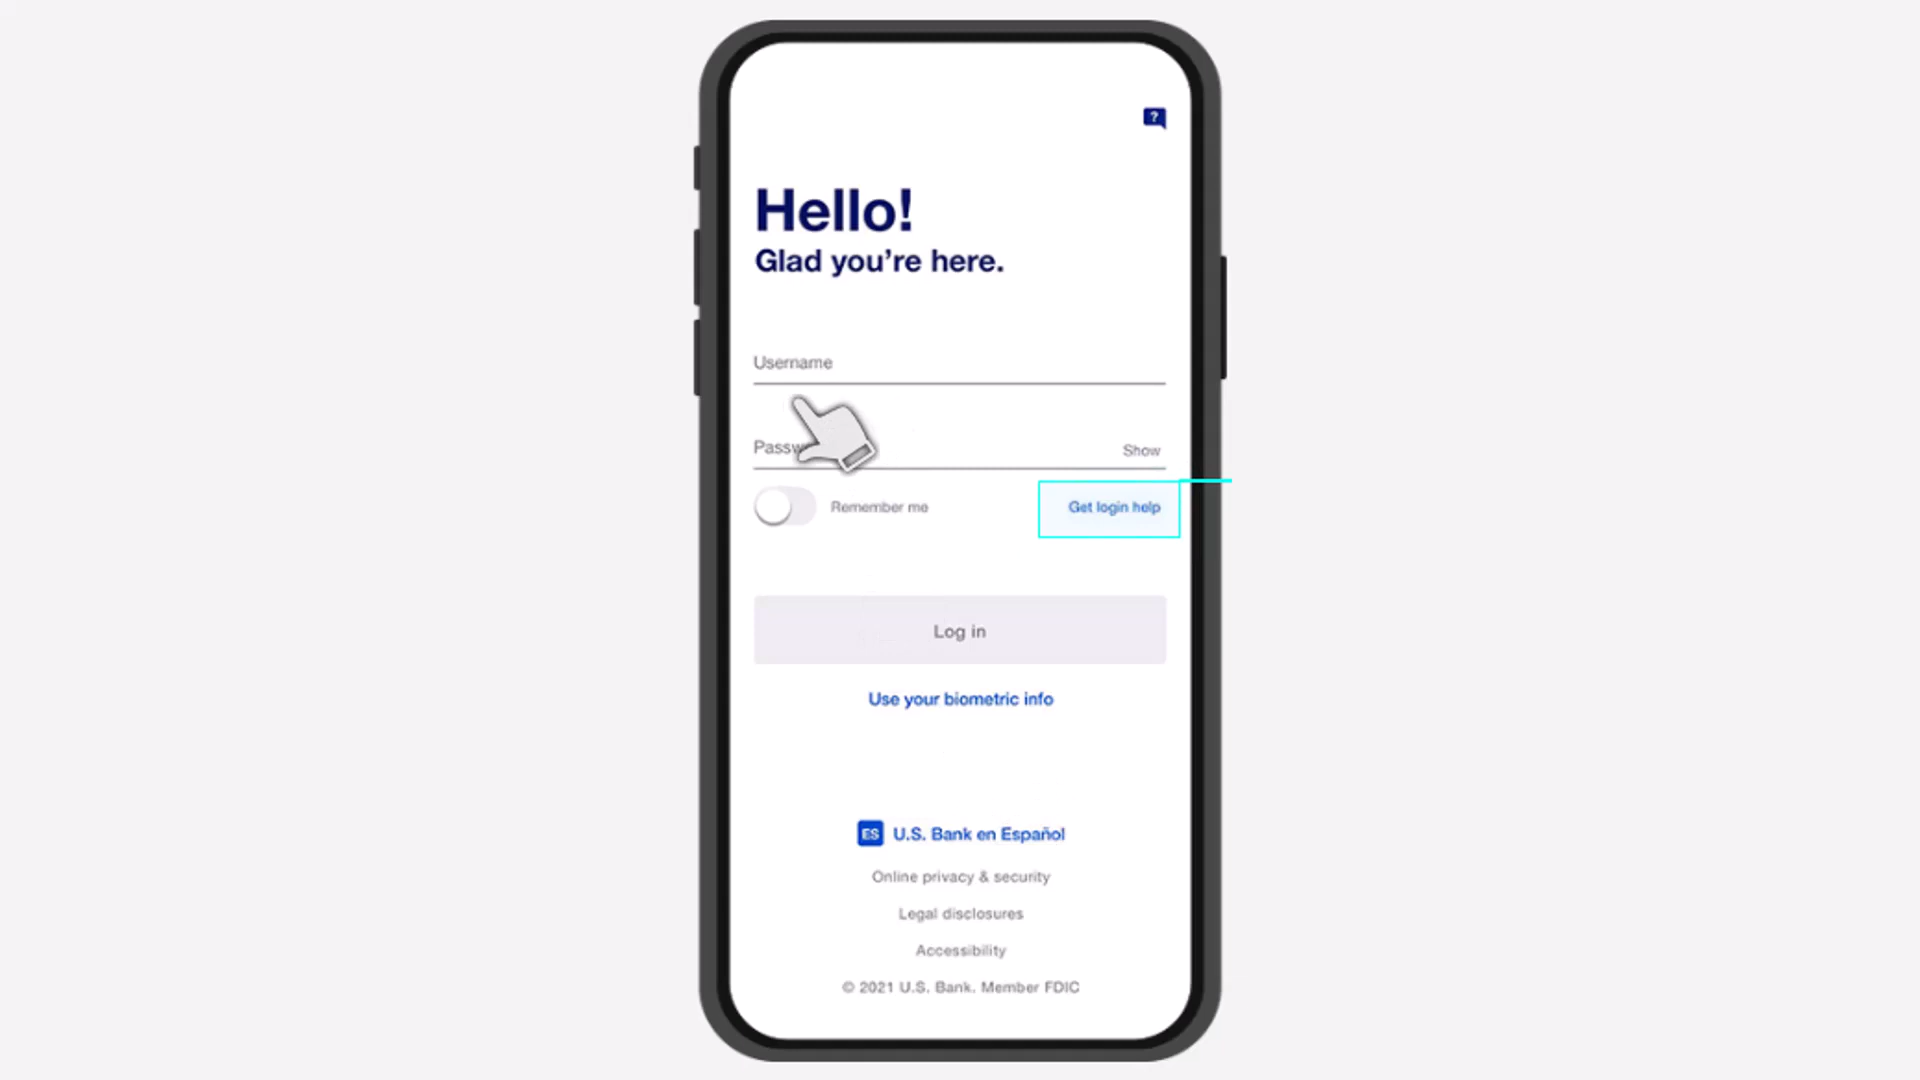 ?
Hello!
Glad you're here.
Username
Passw
Show
Remember me
Get login help
Log in
Use your biometric info
ES U.S. Bank en Español
Online privacy & security
Legal disclosures
Accessibility
© 2021 U.S. Bank. Member FDIC